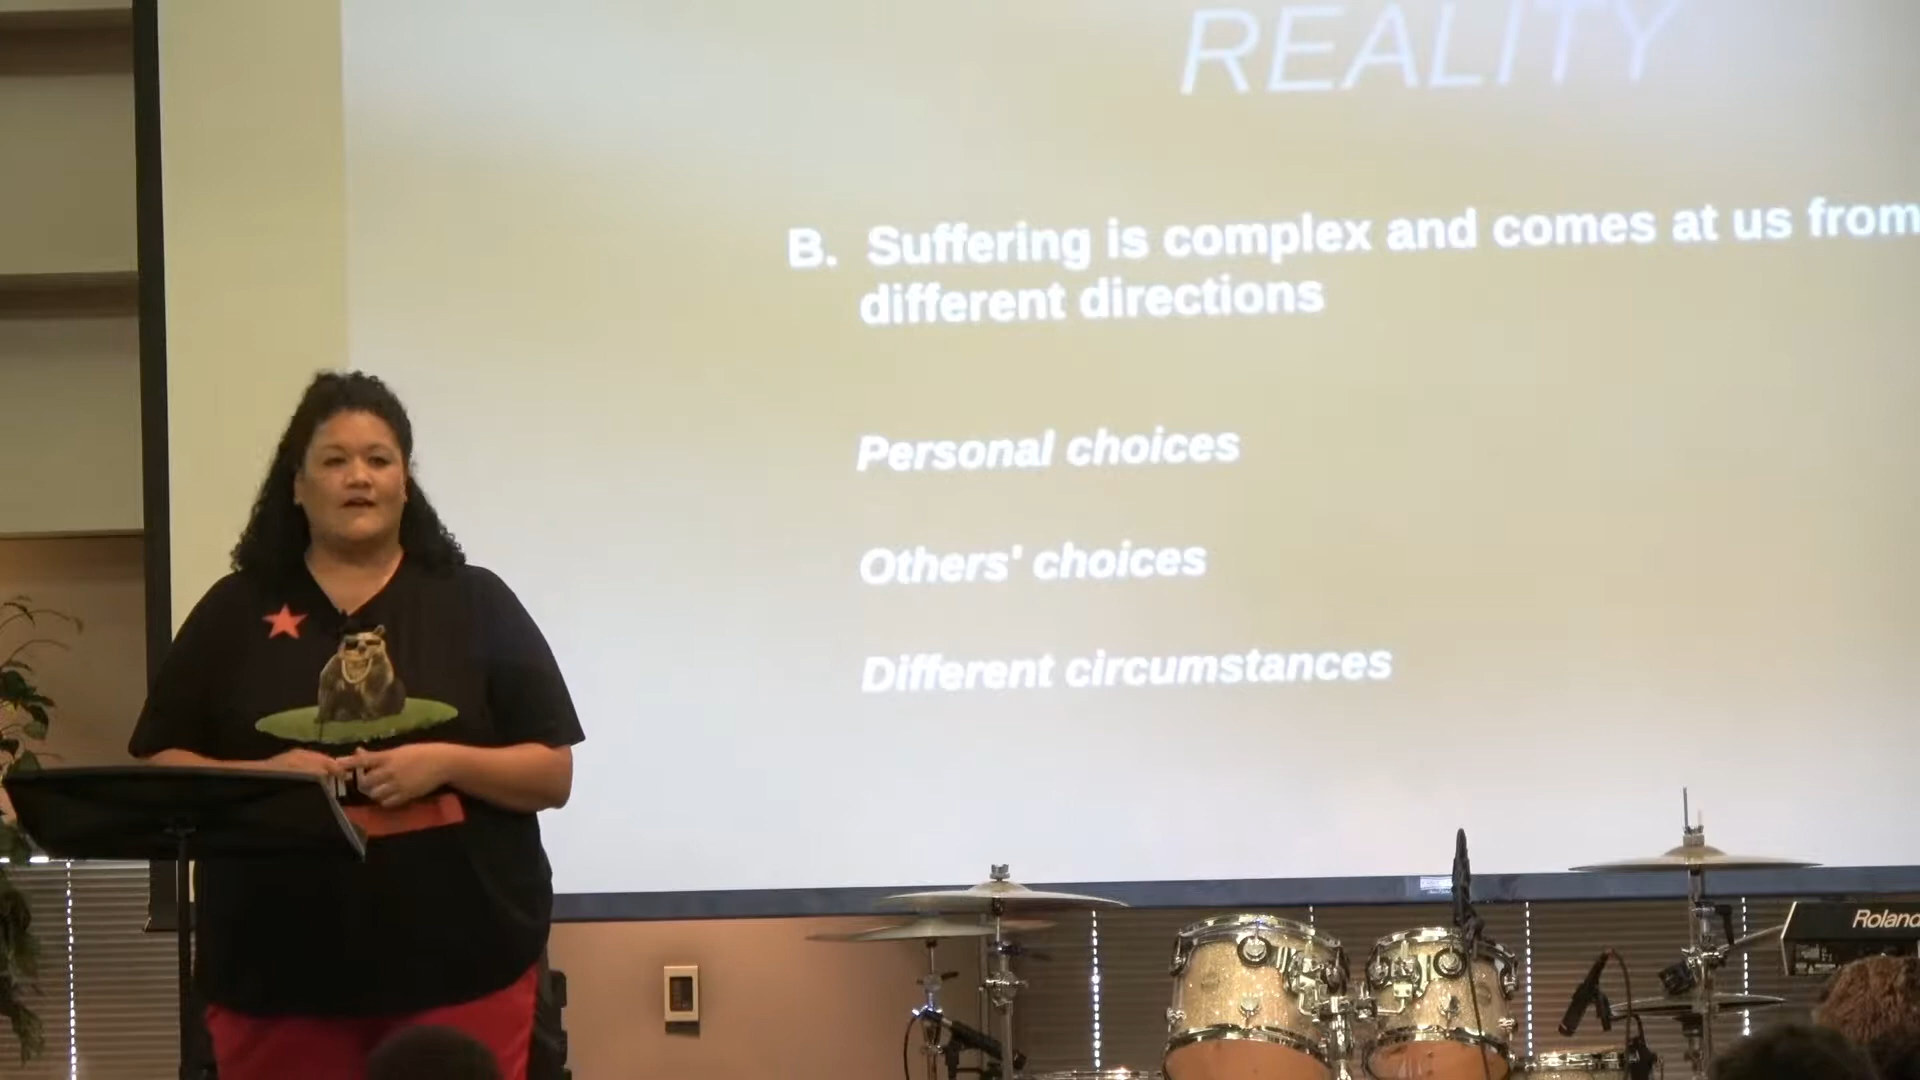 REALITY
B. Suffering is complex and comes at us from
different directions
Personal choices
Others' choices
Different circumstances
Roland